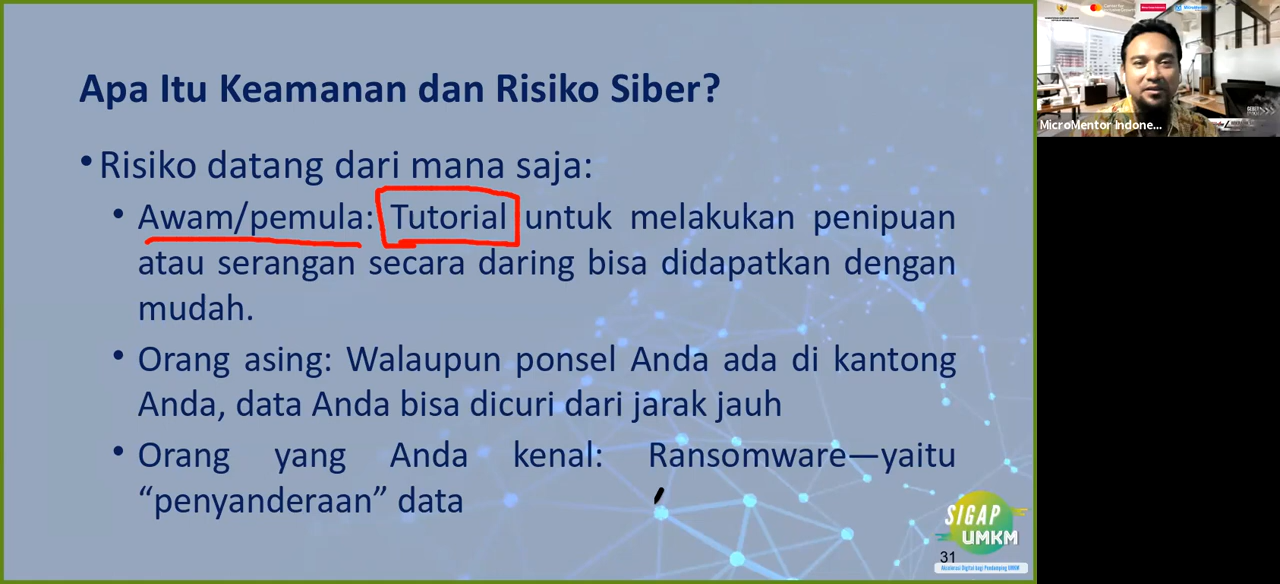 Apa Itu Keamanan dan Risiko Siber?
•Risiko datang dari mana saja:
• Awam/pemula: Tutorial untuk melakukan penipuan
atau serangan secara daring bisa didapatkan dengan
mudah.
• Orang asing: Walaupun ponsel Anda ada di kantong
Anda, data Anda bisa dicuri dari jarak jauh
• Orang yang Anda kenal: Ransomware—yaitu
“penyanderaan” data
SIGAP
UMKM
31
Akselerasi Digital bagi Pendamping UMKM
MicroMentor Indone...